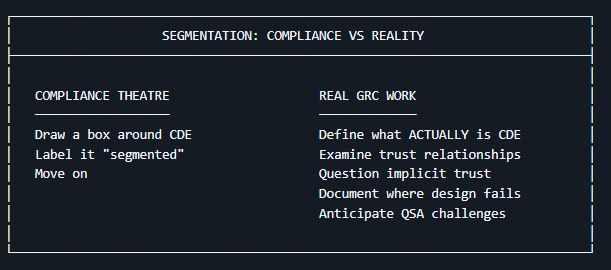 SEGMENTATION: COMPLIANCE VS REALITY
COMPLIANCE THEATRE
Draw a box around CDE
Label it "segmented"
Move on
REAL GRC WORK
Define what ACTUALLY is CDE
Examine trust relationships
Question implicit trust
Document where design fails
Anticipate QSA challenges